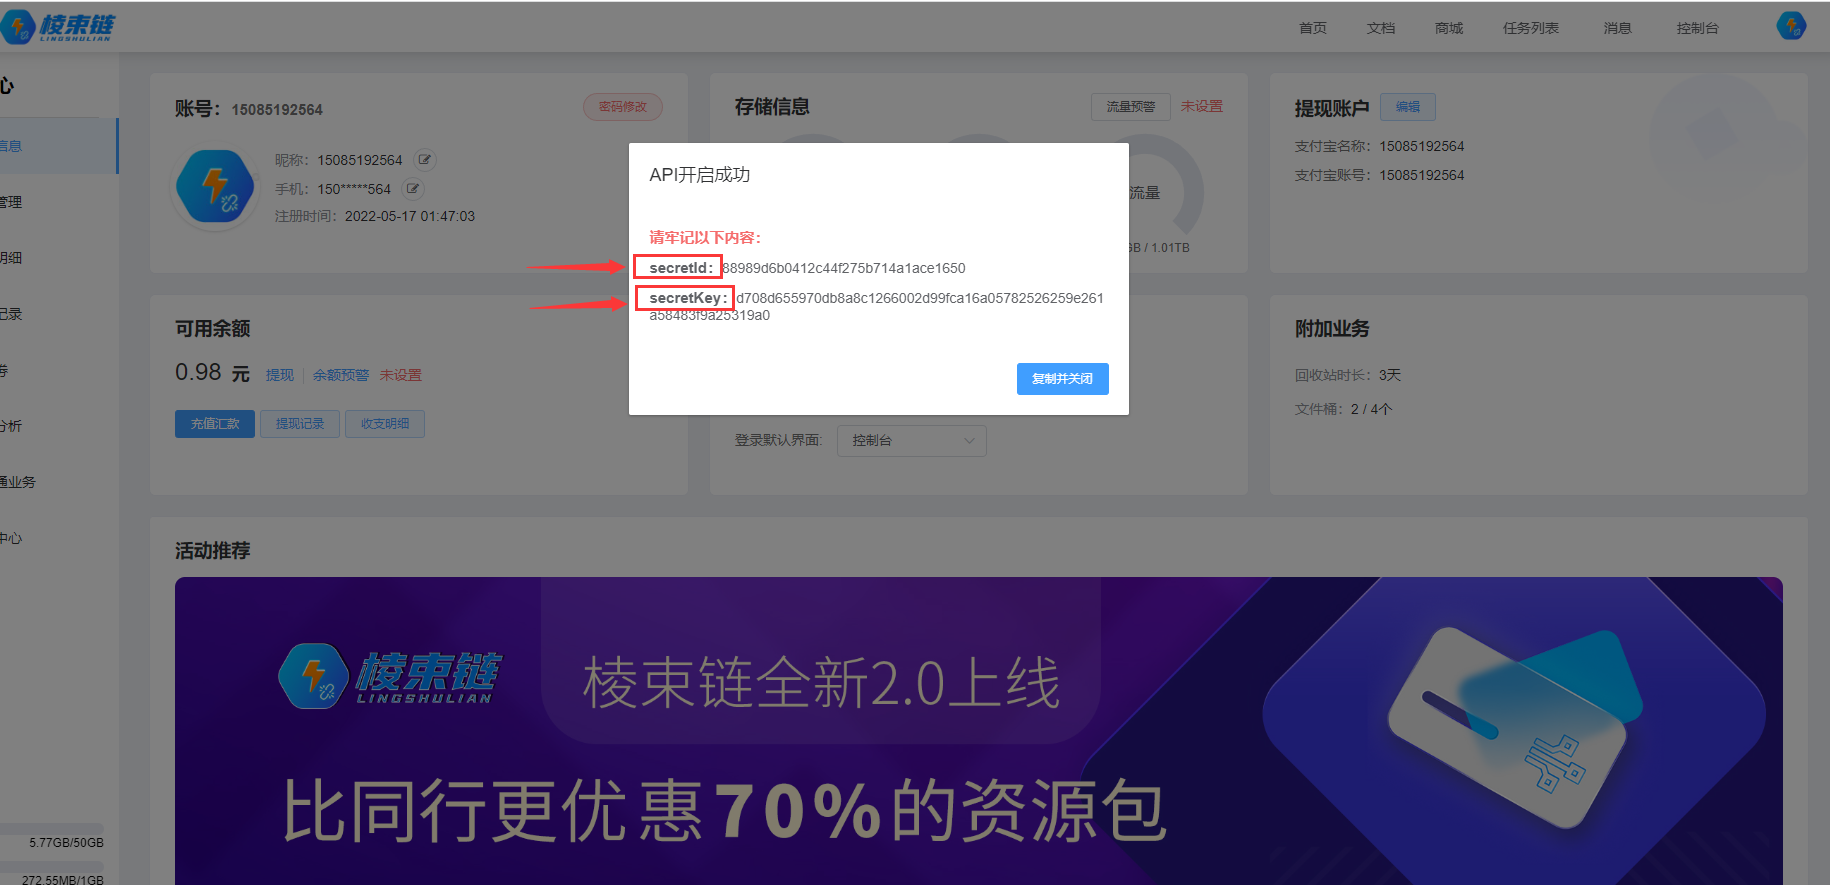 棱束链
LINGSHULIAN
首页 文档 商城 任务列表 消息 控制台
心
信息
管理
明细
记录
券
分析
通业务
中心
5.77GB/50GB
272.55MB/1GB
账号： 15085192564 密码修改
昵称： 15085192564
手机： 150*****564
注册时间： 2022-05-17 01:47:03
存储信息 流量预警 未设置
流量
GB / 1.01TB
提现账户 编辑
支付宝名称： 15085192564
支付宝账号： 15085192564
API开启成功
请牢记以下内容：
secretId： 88989d6b0412c44f275b714a1ace1650
secretKey： d708d655970db8a8c1266002d99fca16a05782526259e261
a58483f9a25319a0
复制并关闭
可用余额
0.98 元 提现 余额预警 未设置
充值汇款 提现记录 收支明细
登录默认界面: 控制台
附加业务
回收站时长： 3天
文件桶： 2 / 4个
活动推荐
棱束链
LINGSHULIAN
棱束链全新2.0上线
比同行更优惠70%的资源包